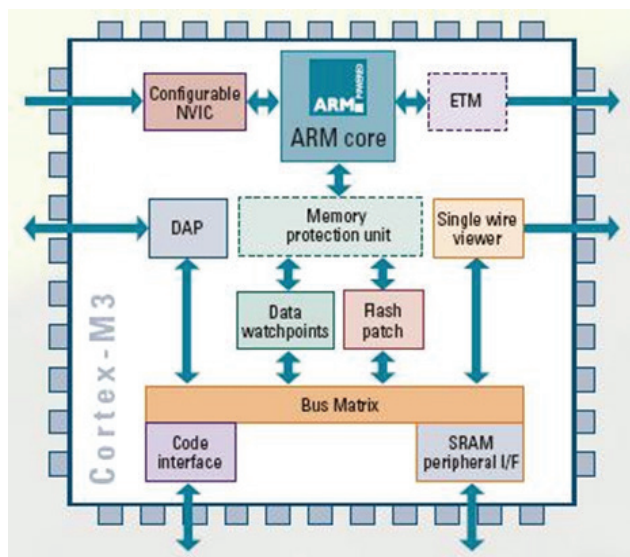 ARM
POWERED
Configurable
NVIC
ARM core
ETM
DAP
Memory
protection unit
Single wire
viewer
Data
watchpoints
Flash
patch
Bus Matrix
Code
interface
SRAM
peripheral I/F
Cortex-M3